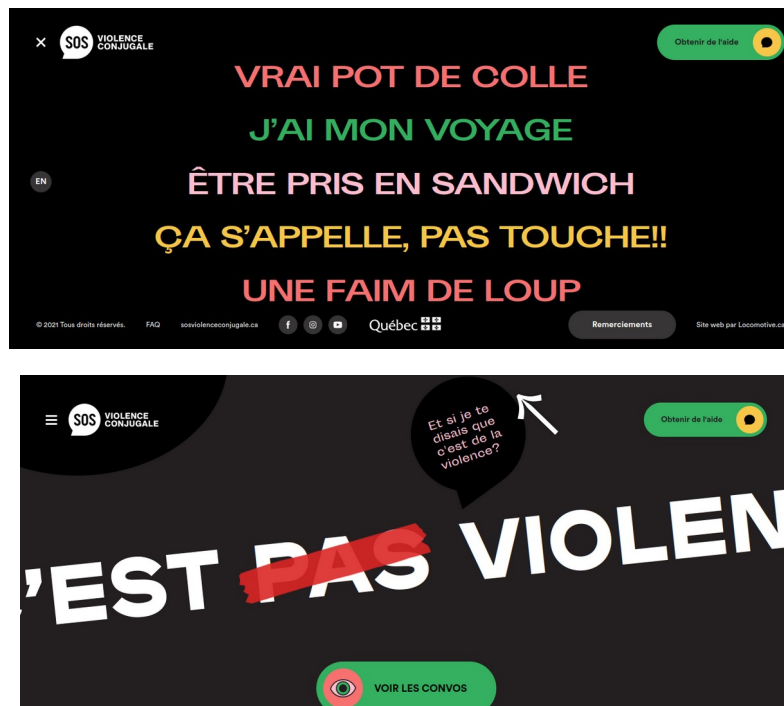 SOS VIOLENCE
CONJUGALE
Obtenir de l'aide
VRAI POT DE COLLE
J'AI MON VOYAGE
EN
ÊTRE PRIS EN SANDWICH
ÇA S'APPELLE, PAS TOUCHE!!
UNE FAIM DE LOUP
© 2021 Tous droits réservés. FAQ sosviolenceconjugale.ca f Québec Remerciements Site web par Locomotive.ca
SOS VIOLENCE
CONJUGALE
Et si je te
disais que
c'est de la
violence?
Obtenir de l'aide
'EST PAS VIOLEN
VOIR LES CONVOS